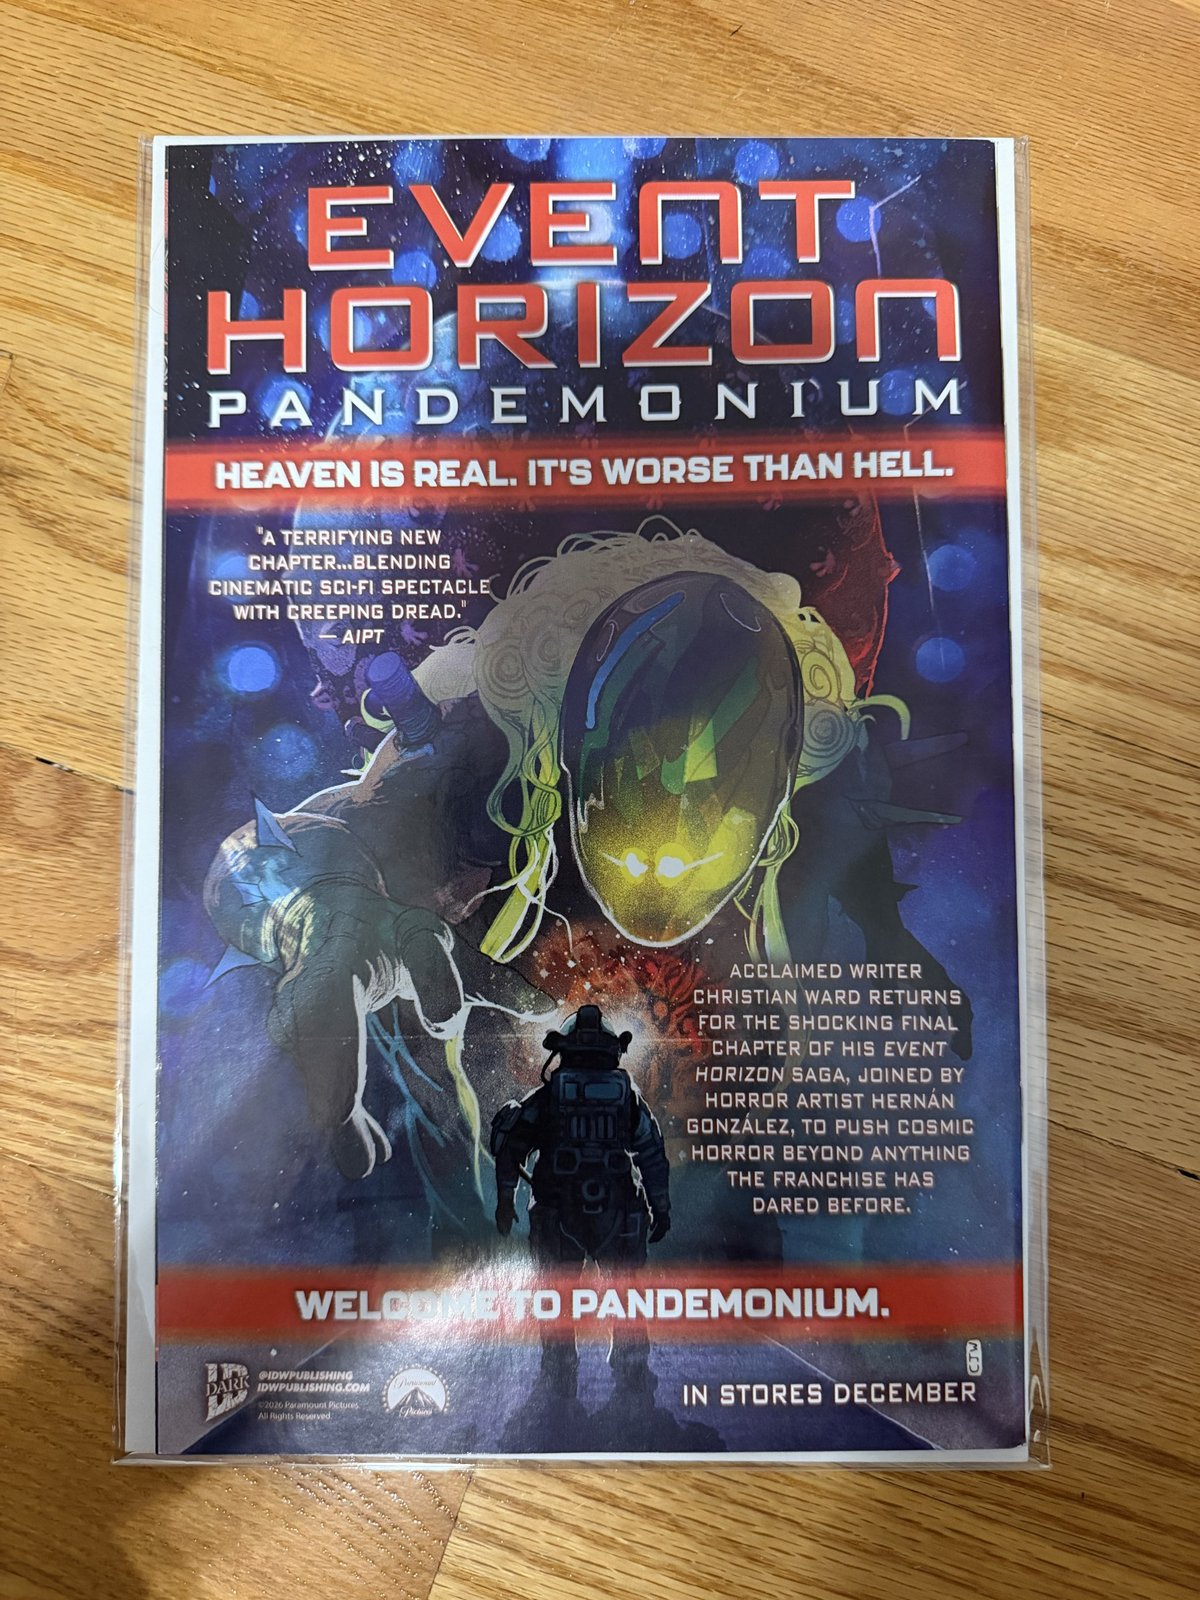 EVENT
HORIZON
PANDEMONIUM
HEAVEN IS REAL. IT'S WORSE THAN HELL.
"A TERRIFYING NEW
CHAPTER...BLENDING
CINEMATIC SCI-FI SPECTACLE
WITH CREEPING DREAD."
— AIPT
ACCLAIMED WRITER
CHRISTIAN WARD RETURNS
FOR THE SHOCKING FINAL
CHAPTER OF HIS EVENT
HORIZON SAGA, JOINED BY
HORROR ARTIST HERNÁN
GONZÁLEZ, TO PUSH COSMIC
HORROR BEYOND ANYTHING
THE FRANCHISE HAS
DARED BEFORE.
WELCOME TO PANDEMONIUM.
IDW
DARK
@IDWPUBLISHING
IDWPUBLISHING.COM
©2026 Paramount Pictures.
All Rights Reserved.
Paramount
Pictures
IN STORES DECEMBER